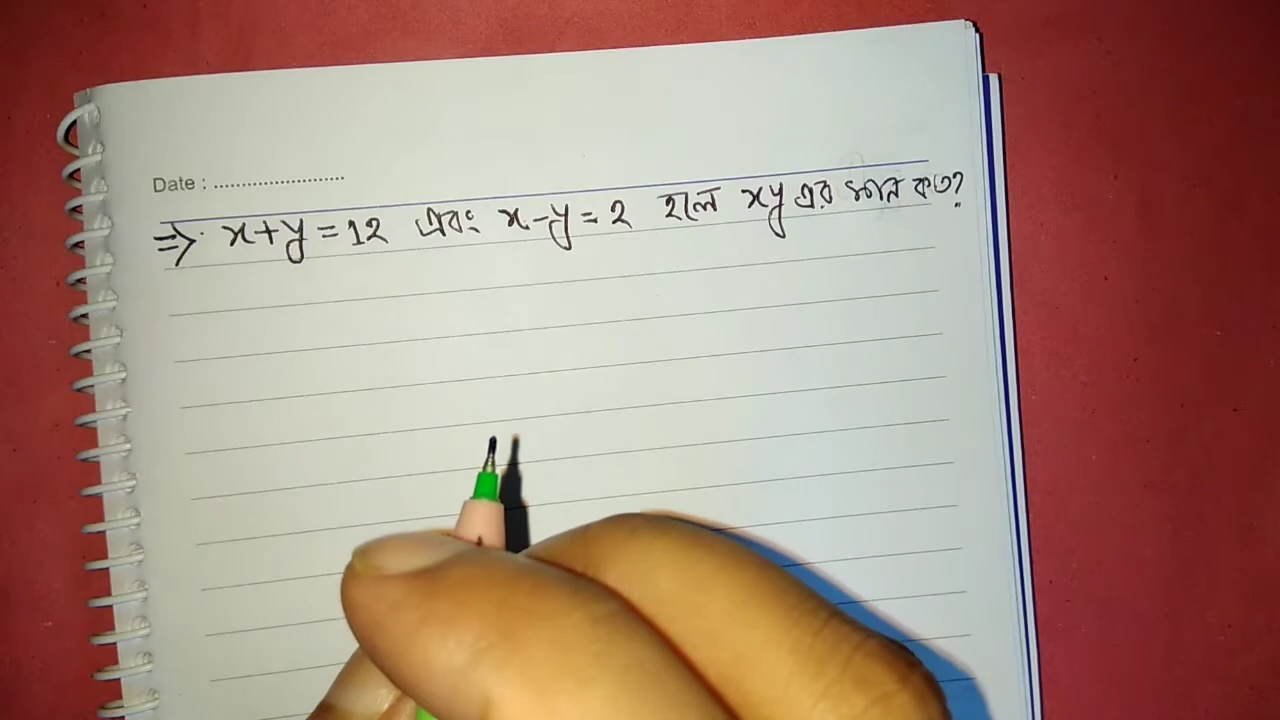 Date : ........................
⇒ x+y=12 এবং x-y=2 হলে xy এর মান কত?